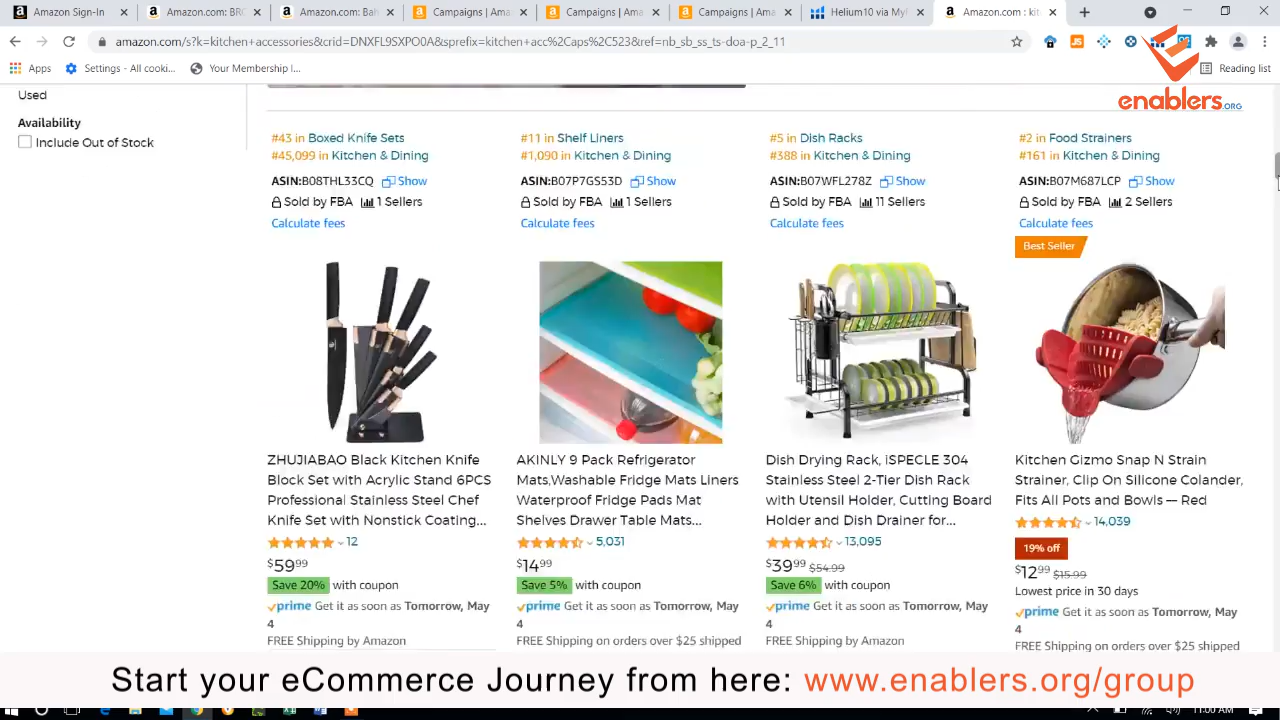 Amazon Sign-In
Amazon.com: BRO
Amazon.com: Bah
Campaigns | Ama
Campaigns | Am
Campaigns | Am
Helium10 via MyF
Amazon.com : kit
amazon.com/s?k=kitchen+accessories&crid=DNXFL9SXPO0A&sprefix=kitchen+acc%2Caps%2C523&ref=nb_sb_ss_ts-doa-p_2_11
Apps
Settings - All cooki...
Your Membership !...
Reading list
enablers.ORG
Used
Availability
Include Out of Stock
#43 in Boxed Knife Sets
#45,099 in Kitchen & Dining
ASIN:B08THL33CQ Show
Sold by FBA 1 Sellers
Calculate fees
#11 in Shelf Liners
#1,090 in Kitchen & Dining
ASIN:B07P7GS53D Show
Sold by FBA 1 Sellers
Calculate fees
#5 in Dish Racks
#388 in Kitchen & Dining
ASIN:B07WFL278Z Show
Sold by FBA 11 Sellers
Calculate fees
#2 in Food Strainers
#161 in Kitchen & Dining
ASIN:B07M687LCP Show
Sold by FBA 2 Sellers
Calculate fees
Best Seller
ZHUJIABAO Black Kitchen Knife
Block Set with Acrylic Stand 6PCS
Professional Stainless Steel Chef
Knife Set with Nonstick Coating...
12
$59.99
Save 20% with coupon
prime Get it as soon as Tomorrow, May
4
FREE Shipping by Amazon
AKINLY 9 Pack Refrigerator
Mats,Washable Fridge Mats Liners
Waterproof Fridge Pads Mat
Shelves Drawer Table Mats...
5,031
$14.99
Save 5% with coupon
prime Get it as soon as Tomorrow, May
4
FREE Shipping on orders over $25 shipped
Dish Drying Rack, iSPECLE 304
Stainless Steel 2-Tier Dish Rack
with Utensil Holder, Cutting Board
Holder and Dish Drainer for...
13,095
$39.99 $54.99
Save 6% with coupon
prime Get it as soon as Tomorrow, May
4
FREE Shipping by Amazon
Kitchen Gizmo Snap N Strain
Strainer, Clip On Silicone Colander,
Fits All Pots and Bowls — Red
14,039
19% off
$12.99 $15.99
Lowest price in 30 days
prime Get it as soon as Tomorrow, May
4
FREE Shipping on orders over $25 shipped
Start your eCommerce Journey from here: www.enablers.org/group
11:00 AM